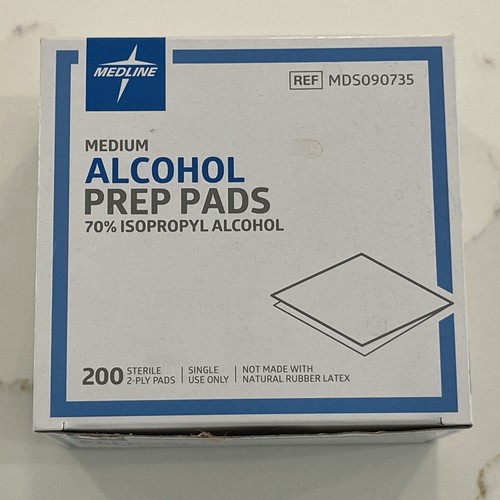 MEDLINE
REF MDS090735
MEDIUM
ALCOHOL
PREP PADS
70% ISOPROPYL ALCOHOL
200 STERILE 2-PLY PADS
SINGLE USE ONLY
NOT MADE WITH NATURAL RUBBER LATEX